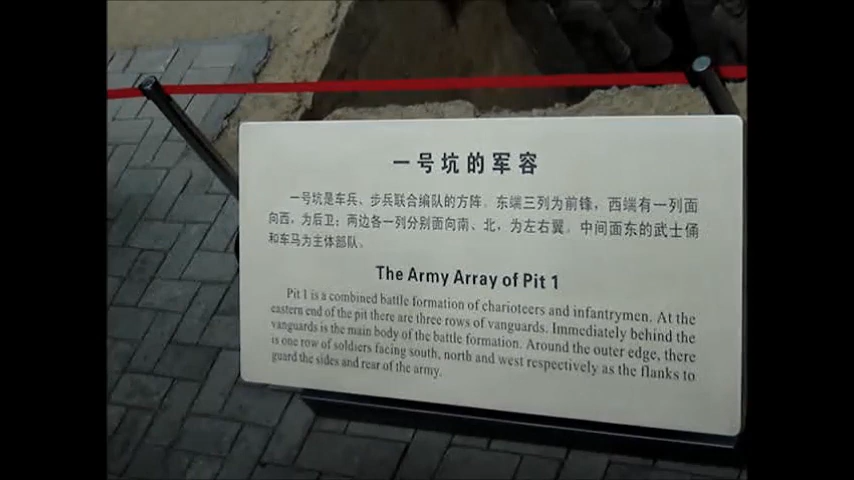 一号坑的军容
一号坑是车兵、步兵联合编队的方阵。东端三列为前锋，西端有一列面
向西，为后卫；两边各一列分别面向南、北，为左右翼。中间面东的武士俑
和车马为主体部队。
The Army Array of Pit 1
Pit 1 is a combined battle formation of charioteers and infantrymen. At the
eastern end of the pit there are three rows of vanguards. Immediately behind the
vanguards is the main body of the battle formation. Around the outer edge, there
is one row of soldiers facing south, north and west respectively as the flanks to
guard the sides and rear of the army.